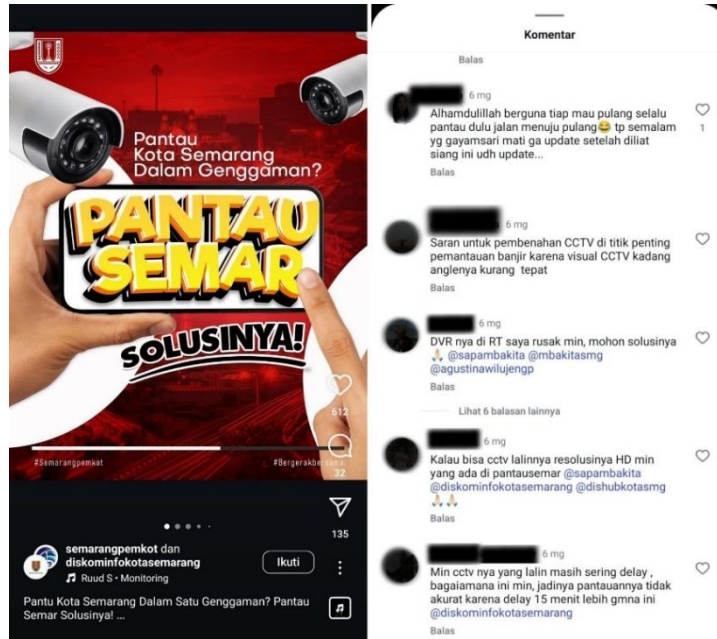 Pantau
Kota Semarang
Dalam Genggaman?
PANTAU
SEMAR
SOLUSINYA!
612
32
#Semarangpemkot
#Bergerakbersama
135
semarangpemkot dan
diskominfokotasemarang
Ikuti
Ruud S • Monitoring
Pantu Kota Semarang Dalam Satu Genggaman? Pantau
Semar Solusinya! ...
Komentar
Balas
6 mg
Alhamdulillah berguna tiap mau pulang selalu
pantau dulu jalan menuju pulang😂 tp semalam
yg gayamsari mati ga update setelah diliat
siang ini udh update...
1
Balas
6 mg
Saran untuk pembenahan CCTV di titik penting
pemantauan banjir karena visual CCTV kadang
anglenya kurang tepat
Balas
6 mg
DVR nya di RT saya rusak min, mohon solusinya
🙏🏻 @sapambakita @mbakitasmg
@agustinawilujengp
Balas
Lihat 6 balasan lainnya
6 mg
Kalau bisa cctv lalinnya resolusinya HD min
yang ada di pantausemar @sapambakita
@diskominfokotasemarang @dishubkotasmg
🙏🏻🙏🏻
Balas
6 mg
Min cctv nya yang lalin masih sering delay ,
bagaiamana ini min, jadinya pantauannya tidak
akurat karena delay 15 menit lebih gmna ini
@diskominfokotasemarang
Balas